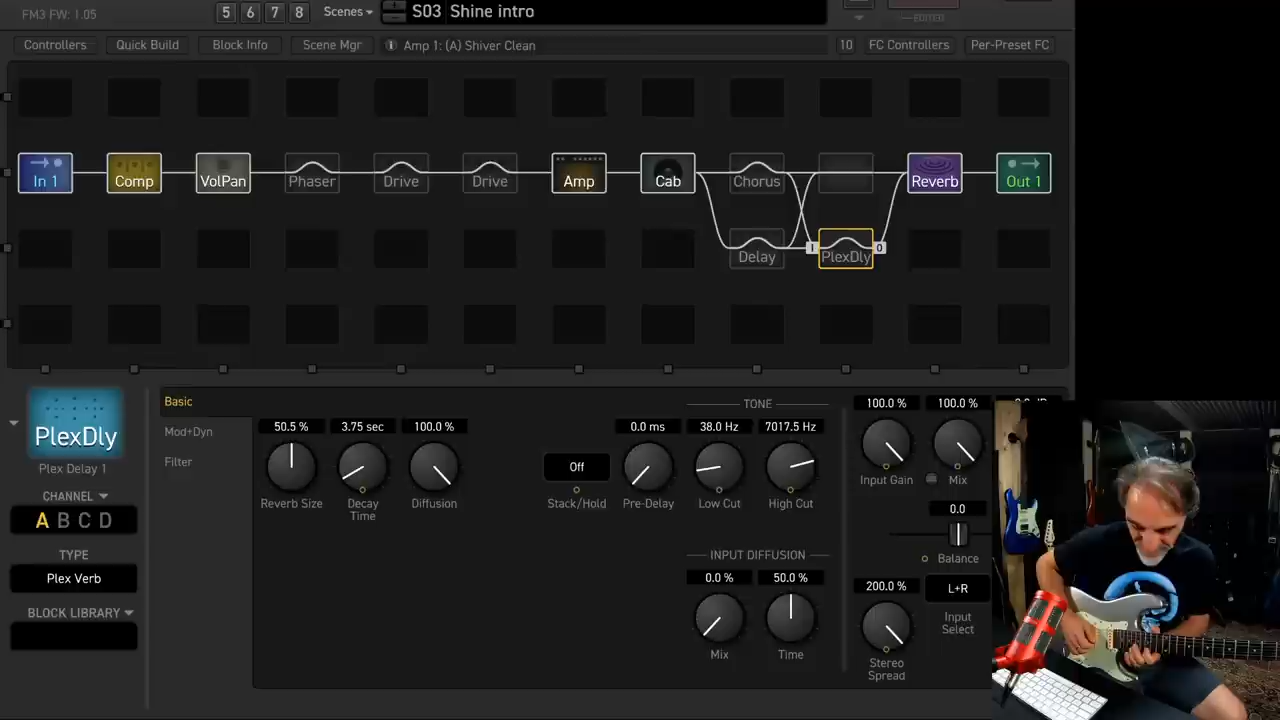 FM3 FW: 1.05
5 6 7 8 Scenes S03 Shine intro
EDITED
Controllers Quick Build Block Info Scene Mgr Amp 1: (A) Shiver Clean 10 FC Controllers Per-Preset FC
In 1 Comp VolPan Phaser Drive Drive Amp Cab Chorus Reverb Out 1
Delay I PlexDly O
PlexDly
Plex Delay 1
CHANNEL
A B C D
TYPE
Plex Verb
BLOCK LIBRARY
Basic
Mod+Dyn
Filter
50.5 % 3.75 sec 100.0 %
Reverb Size Decay Time Diffusion
Off
Stack/Hold
TONE
0.0 ms 38.0 Hz 7017.5 Hz
Pre-Delay Low Cut High Cut
INPUT DIFFUSION
0.0 % 50.0 %
Mix Time
100.0 % 100.0 %
Input Gain Mix
0.0
Balance
200.0 % L+R
Stereo Spread Input Select